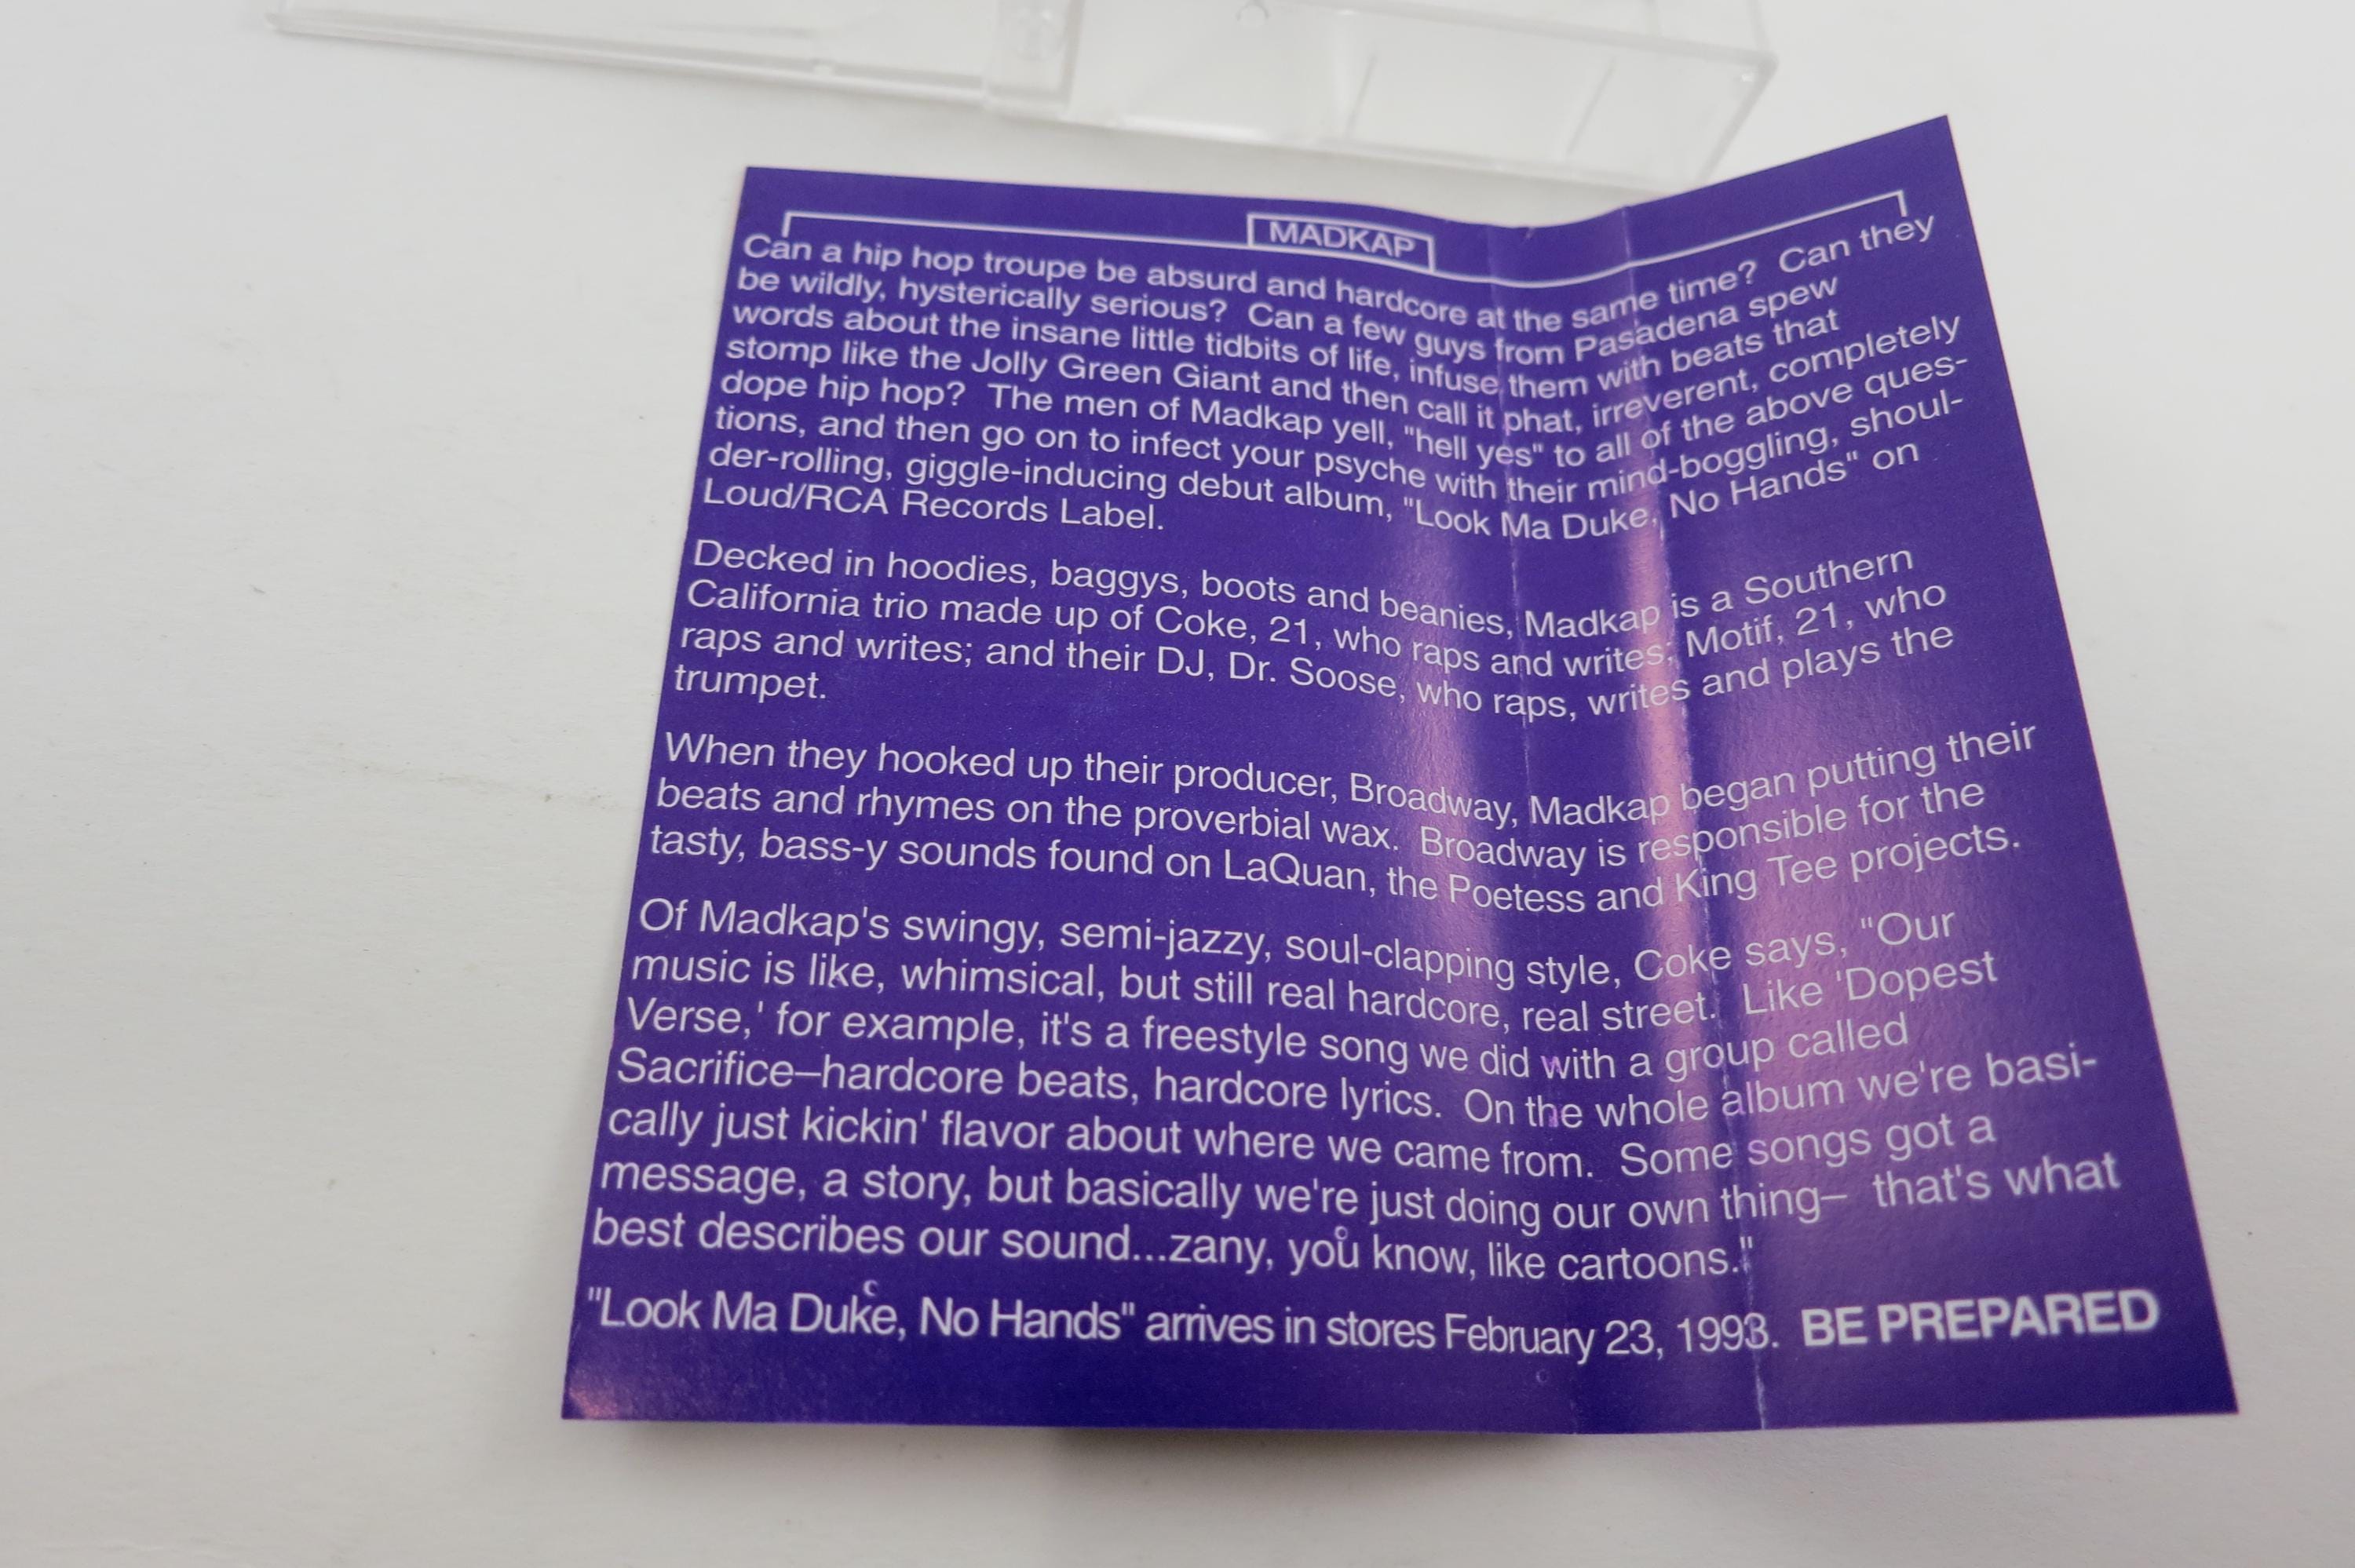 MADKAP
Can a hip hop troupe be absurd and hardcore at the same time? Can they
be wildly, hysterically serious? Can a few guys from Pasadena spew
words about the insane little tidbits of life, infuse them with beats that
stomp like the Jolly Green Giant and then call it phat, irreverent, completely
dope hip hop? The men of Madkap yell, "hell yes" to all of the above ques-
tions, and then go on to infect your psyche with their mind-boggling, shoul-
der-rolling, giggle-inducing debut album, "Look Ma Duke, No Hands" on
Loud/RCA Records Label.
Decked in hoodies, baggys, boots and beanies, Madkap is a Southern
California trio made up of Coke, 21, who raps and writes; Motif, 21, who
raps and writes; and their DJ, Dr. Soose, who raps, writes and plays the
trumpet.
When they hooked up their producer, Broadway, Madkap began putting their
beats and rhymes on the proverbial wax. Broadway is responsible for the
tasty, bass-y sounds found on LaQuan, the Poetess and King Tee projects.
Of Madkap's swingy, semi-jazzy, soul-clapping style, Coke says, "Our
music is like, whimsical, but still real hardcore, real street. Like 'Dopest
Verse,' for example, it's a freestyle song we did with a group called
Sacrifice–hardcore beats, hardcore lyrics. On the whole album we're basi-
cally just kickin' flavor about where we came from. Some songs got a
message, a story, but basically we're just doing our own thing– that's what
best describes our sound...zany, you know, like cartoons."
"Look Ma Duke, No Hands" arrives in stores February 23, 1993. BE PREPARED